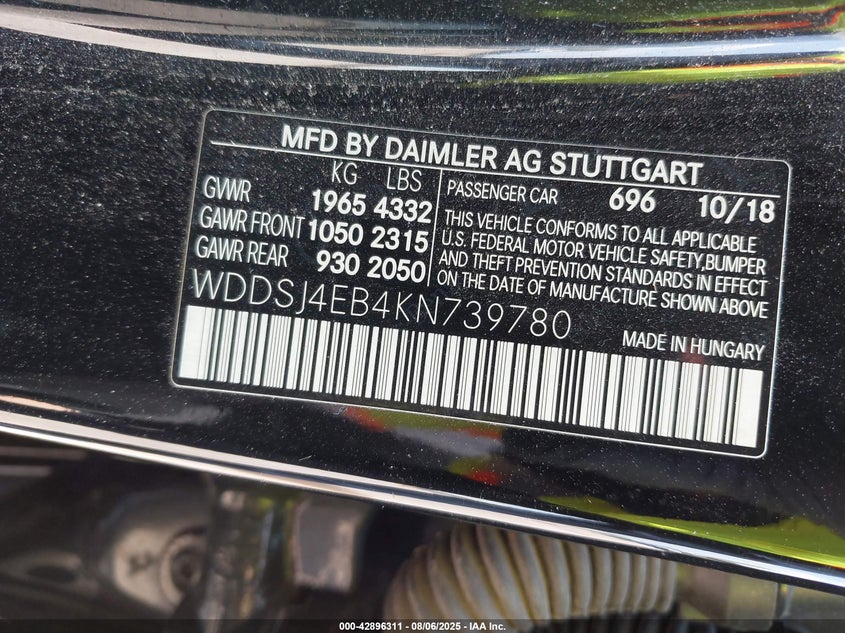 MFD BY DAIMLER AG STUTTGART
KG LBS
GVWR 1965 4332
GAWR FRONT 1050 2315
GAWR REAR 930 2050
PASSENGER CAR 696 10/18
THIS VEHICLE CONFORMS TO ALL APPLICABLE
U.S. FEDERAL MOTOR VEHICLE SAFETY,BUMPER
AND THEFT PREVENTION STANDARDS IN EFFECT
ON THE DATE OF MANUFACTURE SHOWN ABOVE
WDDSJ4EB4KN739780
MADE IN HUNGARY
000-42896311 - 08/06/2025 - IAA Inc.